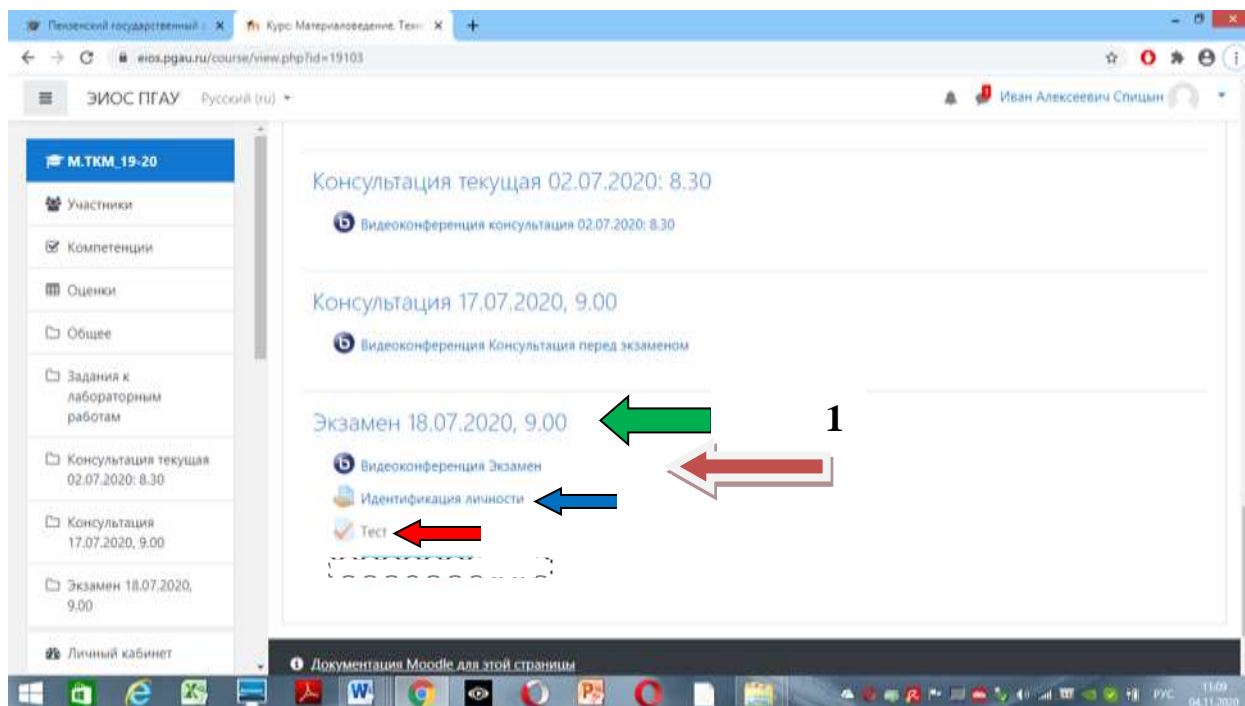 Пензенский государственный
Курс: Материаловедение. Техн
eios.pgau.ru/course/view.php?id=19103
ЭИОС ПГАУ
Русский (ru)
Иван Алексеевич Спицын
М.ТКМ_19-20
Участники
Компетенции
Оценки
Общее
Задания к
лабораторным
работам
Консультация текущая
02.07.2020: 8.30
Консультация
17.07.2020, 9.00
Экзамен 18.07.2020,
9.00
Личный кабинет
Консультация текущая 02.07.2020: 8.30
Видеоконференция консультация 02.07.2020: 8.30
Консультация 17.07.2020, 9.00
Видеоконференция Консультация перед экзаменом
Экзамен 18.07.2020, 9.00
1
Видеоконференция Экзамен
Идентификация личности
Тест
Документация Moodle для этой страницы
РУС
11:09
04.11.2020